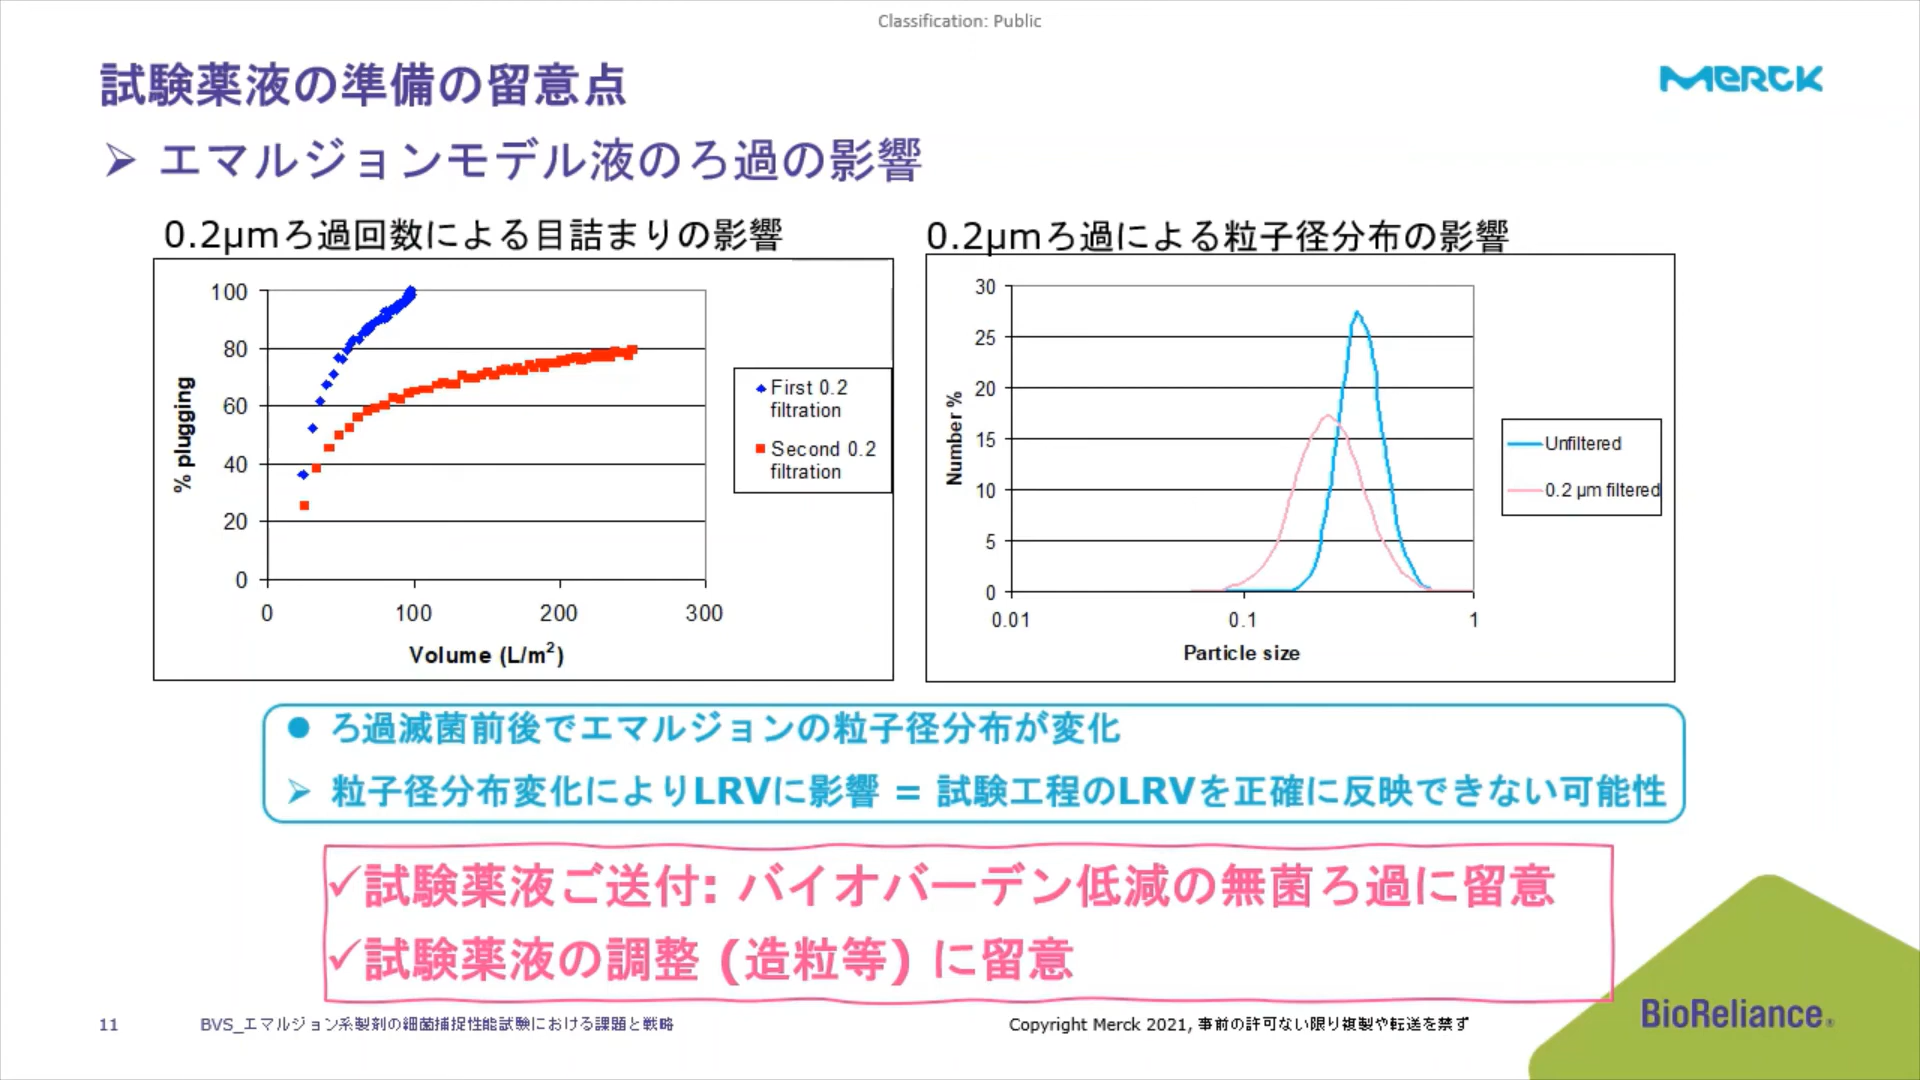 Classification: Public
試験薬液の準備の留意点
MERCK
➢ エマルジョンモデル液のろ過の影響
0.2µmろ過回数による目詰まりの影響
100
80
60
40
20
0
0
100
200
300
% plugging
Volume (L/m²)
First 0.2
filtration
Second 0.2
filtration
0.2µmろ過による粒子径分布の影響
30
25
20
15
10
5
0
0.01
0.1
1
Number %
Particle size
Unfiltered
0.2 µm filtered
● ろ過滅菌前後でエマルジョンの粒子径分布が変化
➢ 粒子径分布変化によりLRVに影響 = 試験工程のLRVを正確に反映できない可能性
✓試験薬液ご送付: バイオバーデン低減の無菌ろ過に留意
✓試験薬液の調整 (造粒等) に留意
11
BVS_エマルジョン系製剤の細菌捕捉性能試験における課題と戦略
Copyright Merck 2021, 事前の許可ない限り複製や転送を禁ず
BioReliance®